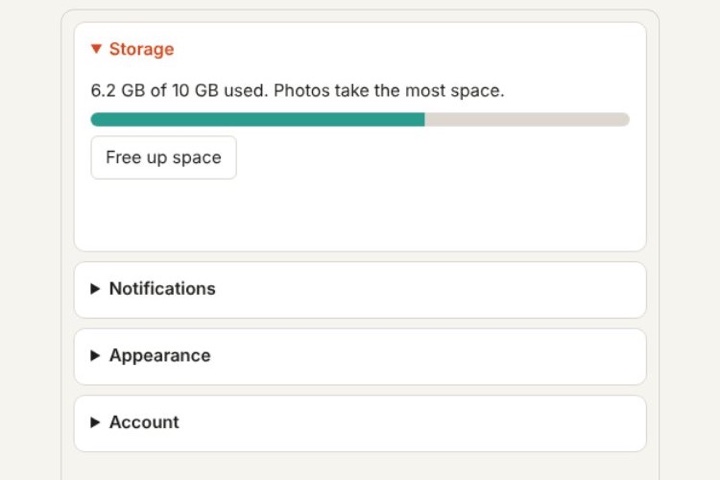 Storage
6.2 GB of 10 GB used. Photos take the most space.
Free up space
Notifications
Appearance
Account